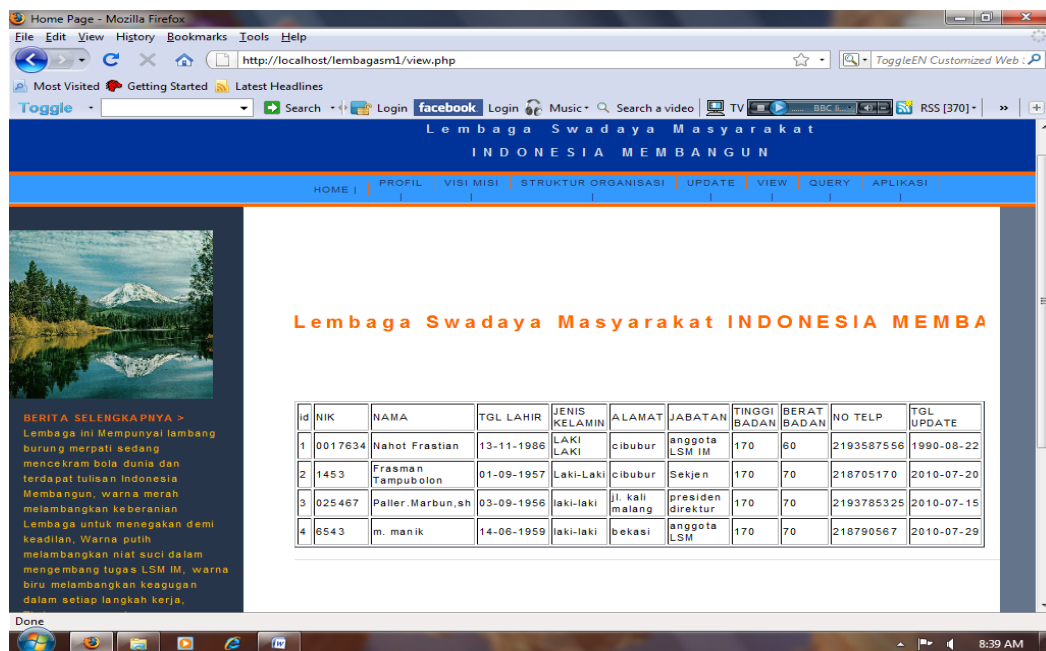 Home Page - Mozilla Firefox
File Edit View History Bookmarks Tools Help
http://localhost/lembagasm1/view.php
ToggleEN Customized Web :
Most Visited Getting Started Latest Headlines
Toggle Search Login facebook Login Music Search a video TV BBC RSS [370] »
Lembaga Swadaya Masyarakat
INDONESIA MEMBANGUN
HOME | PROFIL | VISI MISI | STRUKTUR ORGANISASI | UPDATE | VIEW | QUERY | APLIKASI |
Lembaga Swadaya Masyarakat INDONESIA MEMBA
BERITA SELENGKAPNYA >
Lembaga ini Mempunyai lambang
burung merpati sedang
mencekram bola dunia dan
terdapat tulisan Indonesia
Membangun, warna merah
melambangkan keberanian
Lembaga untuk menegakan demi
keadilan, Warna putih
melambangkan niat suci dalam
mengembang tugas LSM IM, warna
biru melambangkan keagugan
dalam setiap langkah kerja,
id NIK NAMA TGL LAHIR JENIS KELAMIN ALAMAT JABATAN TINGGI BADAN BERAT BADAN NO TELP TGL UPDATE
1 0017634 Nahot Frastian 13-11-1986 LAKI LAKI cibubur anggota LSM IM 170 60 2193587556 1990-08-22
2 1453 Frasman Tampubolon 01-09-1957 Laki-Laki cibubur Sekjen 170 70 218705170 2010-07-20
3 025467 Paller.Marbun,sh 03-09-1956 laki-laki jl. kali malang presiden direktur 170 70 2193785325 2010-07-15
4 6543 m. manik 14-06-1959 laki-laki bekasi anggota LSM 170 70 218790567 2010-07-29
Done
8:39 AM